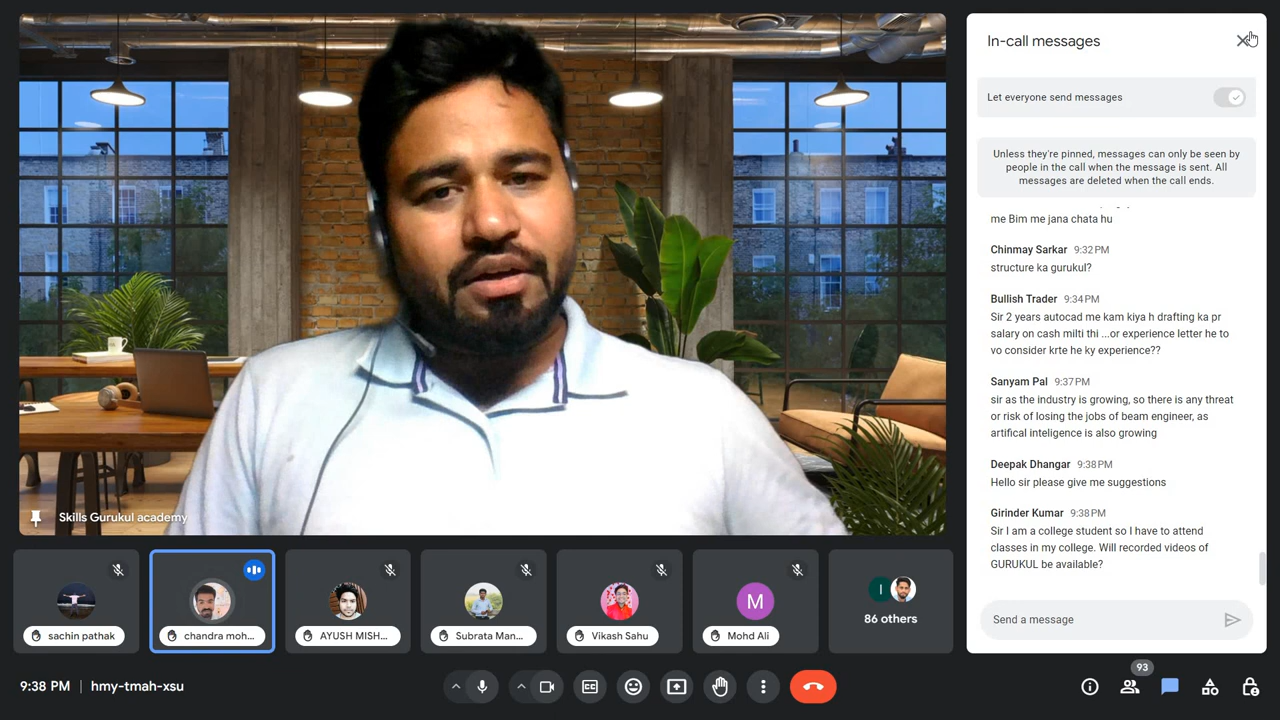 In-call messages
Let everyone send messages
Unless they're pinned, messages can only be seen by
people in the call when the message is sent. All
messages are deleted when the call ends.
me Bim me jana chata hu
Chinmay Sarkar 9:32 PM
structure ka gurukul?
Bullish Trader 9:34 PM
Sir 2 years autocad me kam kiya h drafting ka pr
salary on cash milti thi ...or experience letter he to
vo consider krte he ky experience??
Sanyam Pal 9:37 PM
sir as the industry is growing, so there is any threat
or risk of losing the jobs of beam engineer, as
artifical inteligence is also growing
Deepak Dhangar 9:38 PM
Hello sir please give me suggestions
Girinder Kumar 9:38 PM
Sir I am a college student so I have to attend
classes in my college. Will recorded videos of
GURUKUL be available?
Send a message
Skills Gurukul academy
sachin pathak
chandra moh...
AYUSH MISH...
Subrata Man...
Vikash Sahu
M
Mohd Ali
I
86 others
9:38 PM | hmy-tmah-xsu
93